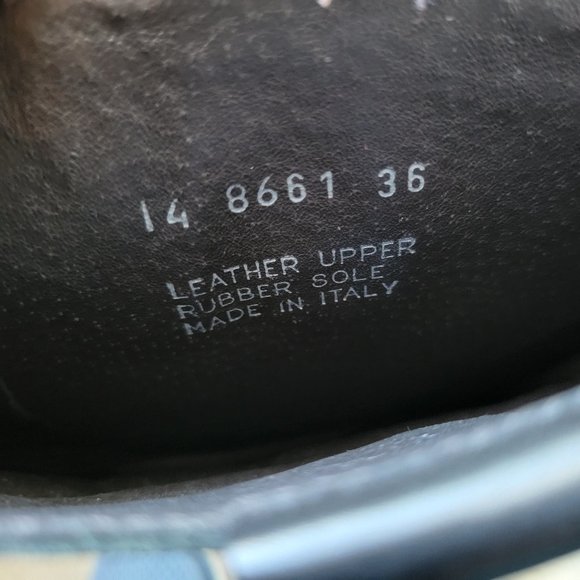 14 8661 36
LEATHER UPPER
RUBBER SOLE
MADE IN ITALY